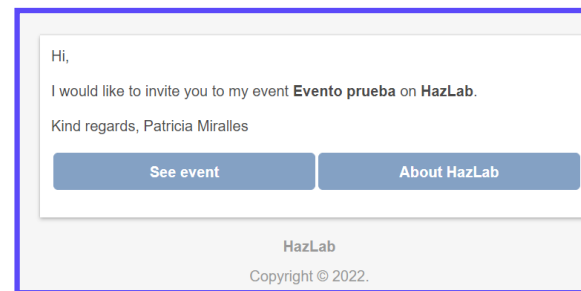 Hi,
I would like to invite you to my event Evento prueba on HazLab.
Kind regards, Patricia Miralles
See event About HazLab
HazLab
Copyright © 2022.